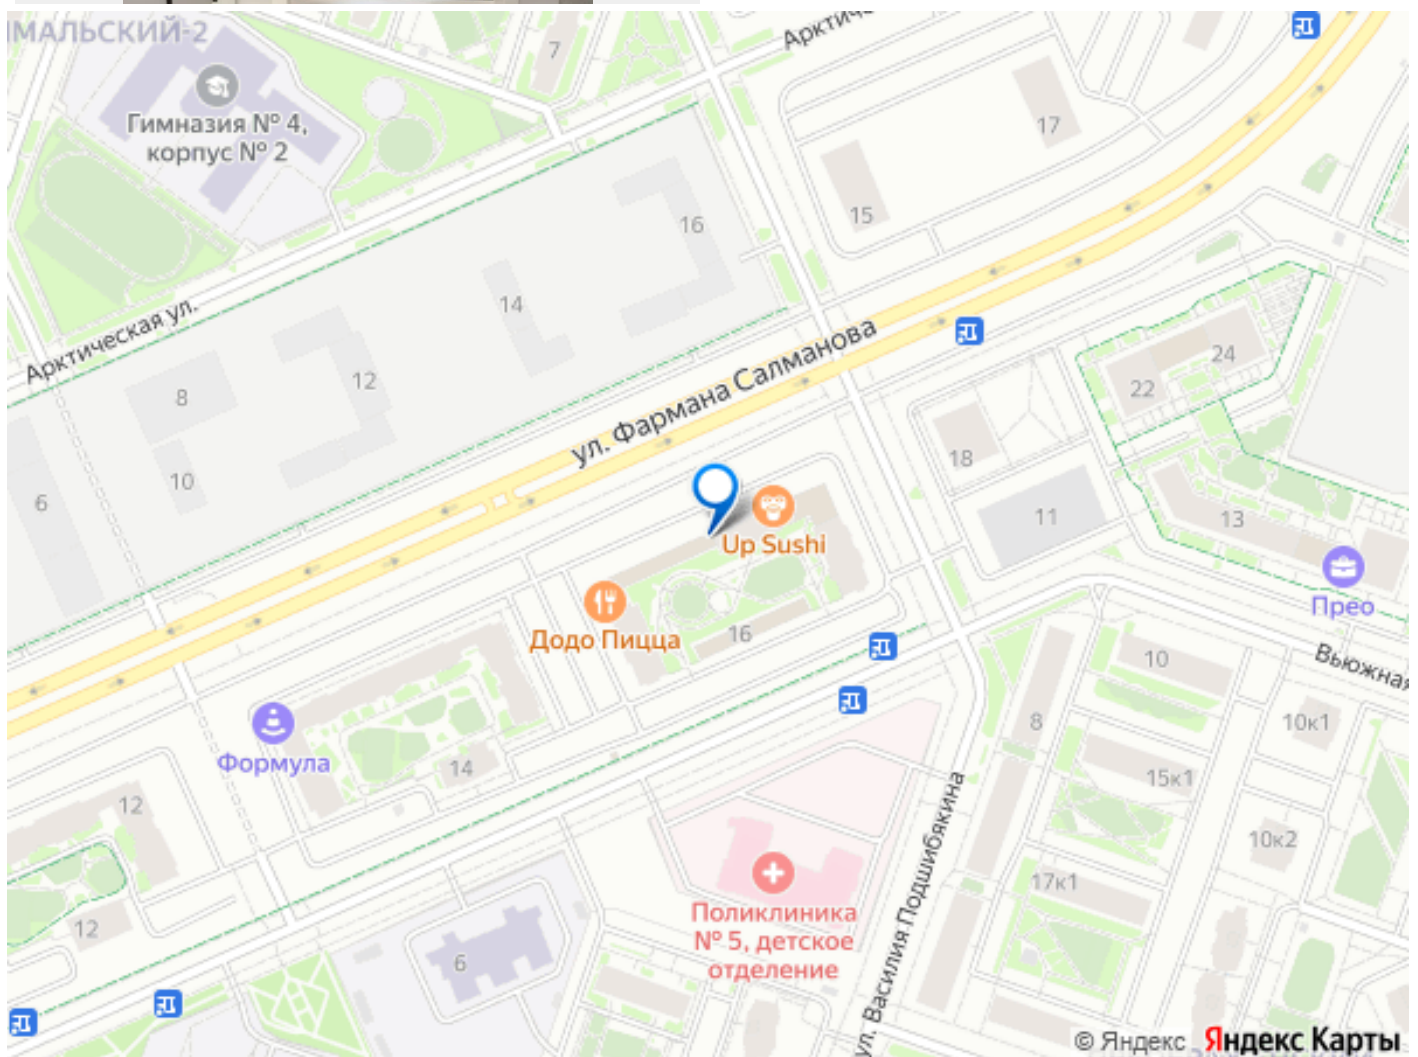 МАЛЬСКИЙ-2
7
Гимназия № 4,
корпус № 2
17
15
16
14
Арктическая ул.
12
8
10
6
ул. Фармана Салманова
24
22
18
11
13
Up Sushi
Прео
Додо Пицца
16
10
Вьюжная
8
10к1
Формула
14
15к1
12
10к2
17к1
Поликлиника
№ 5, детское
отделение
12
6
ул. Василия Подшибякина
© Яндекс Яндекс Карты